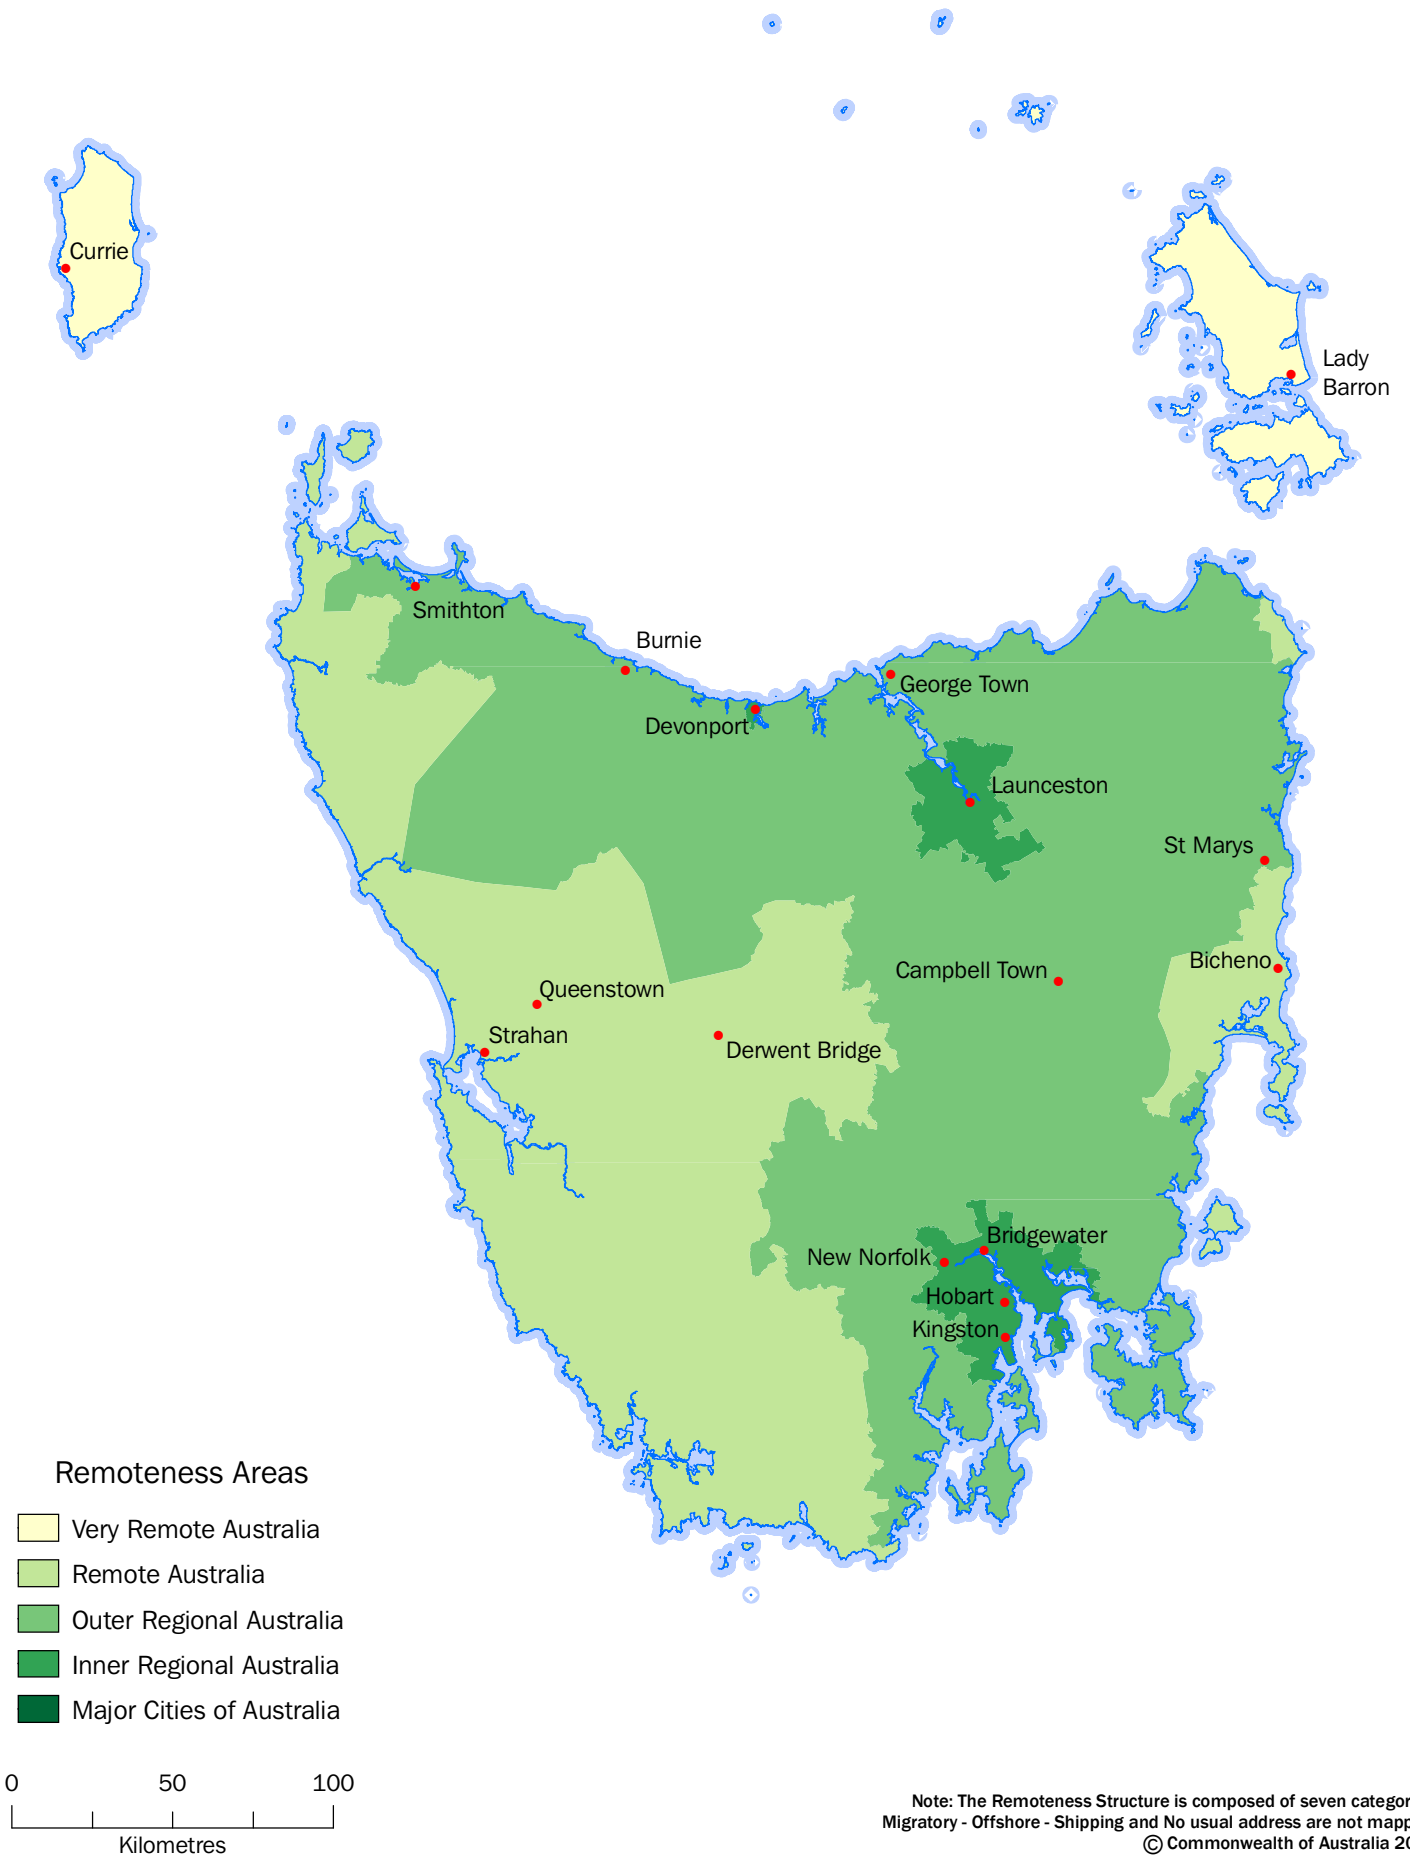 Currie
Lady
Barron
Smithton
Burnie
George Town
Devonport
Launceston
St Marys
Bicheno
Campbell Town
Queenstown
Strahan
Derwent Bridge
Bridgewater
New Norfolk
Hobart
Kingston
Remoteness Areas
Very Remote Australia
Remote Australia
Outer Regional Australia
Inner Regional Australia
Major Cities of Australia
0 50 100
Kilometres
Note: The Remoteness Structure is composed of seven categor
Migratory - Offshore - Shipping and No usual address are not mapp
© Commonwealth of Australia 20